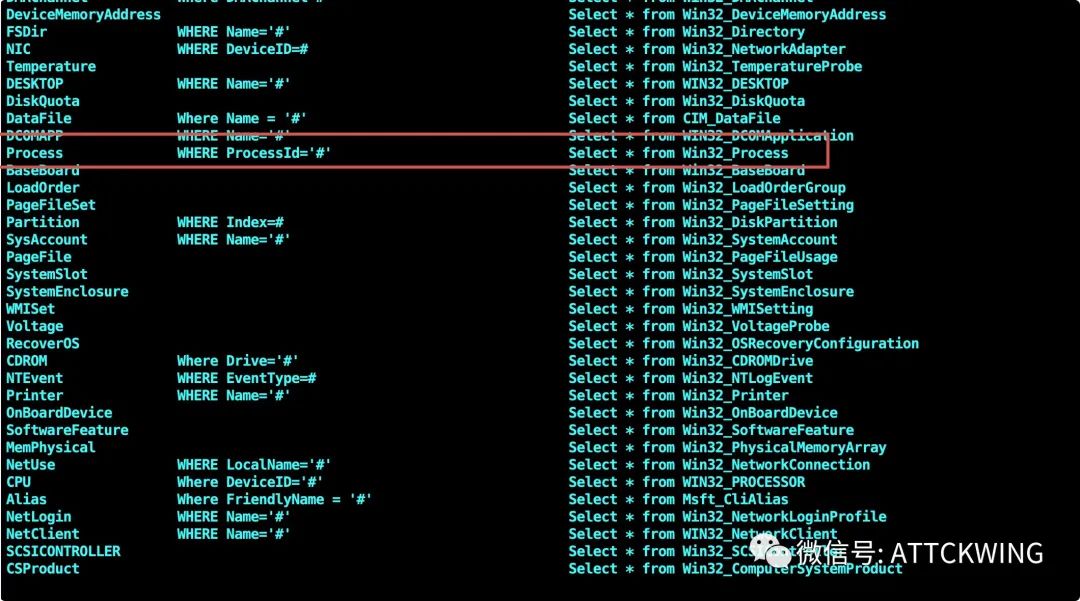 DeviceMemoryAddress Select * from Win32_DeviceMemoryAddress
FSDir WHERE Name='#' Select * from Win32_Directory
NIC WHERE DeviceID=# Select * from Win32_NetworkAdapter
Temperature Select * from Win32_TemperatureProbe
DESKTOP WHERE Name='#' Select * from WIN32_DESKTOP
DiskQuota Select * from Win32_DiskQuota
DataFile Where Name = '#' Select * from CIM_DataFile
DCOMAPP WHERE Name='#' Select * from WIN32_DCOMApplication
Process WHERE ProcessId='#' Select * from Win32_Process
BaseBoard Select * from Win32_BaseBoard
LoadOrder Select * from Win32_LoadOrderGroup
PageFileSet Select * from Win32_PageFileSetting
Partition WHERE Index=# Select * from Win32_DiskPartition
SysAccount WHERE Name='#' Select * from Win32_SystemAccount
PageFile Select * from Win32_PageFileUsage
SystemSlot Select * from Win32_SystemSlot
SystemEnclosure Select * from Win32_SystemEnclosure
WMISet Select * from Win32_WMISetting
Voltage Select * from Win32_VoltageProbe
RecoverOS Select * from Win32_OSRecoveryConfiguration
CDROM Where Drive='#' Select * from Win32_CDROMDrive
NTEvent WHERE EventType=# Select * from Win32_NTLogEvent
Printer WHERE Name='#' Select * from Win32_Printer
OnBoardDevice Select * from Win32_OnBoardDevice
SoftwareFeature Select * from Win32_SoftwareFeature
MemPhysical Select * from Win32_PhysicalMemoryArray
NetUse WHERE LocalName='#' Select * from Win32_NetworkConnection
CPU Where DeviceID='#' Select * from WIN32_PROCESSOR
Alias Where FriendlyName = '#' Select * from Msft_CliAlias
NetLogin WHERE Name='#' Select * from Win32_NetworkLoginProfile
NetClient WHERE Name='#' Select * from WIN32_NetworkClient
SCSICONTROLLER Select * from
CSProduct Select * from Win32_ComputerSystemProduct
微信号: ATTCKWING